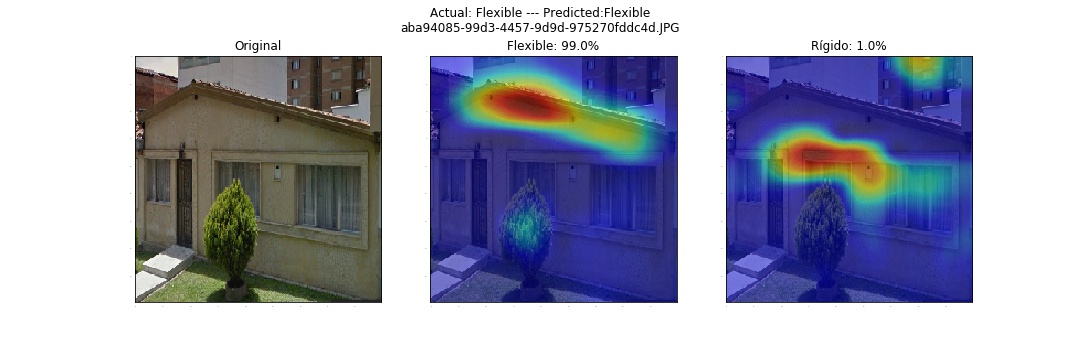 Actual: Flexible --- Predicted:Flexible
aba94085-99d3-4457-9d9d-975270fddc4d.JPG
Original
Flexible: 99.0%
Rígido: 1.0%